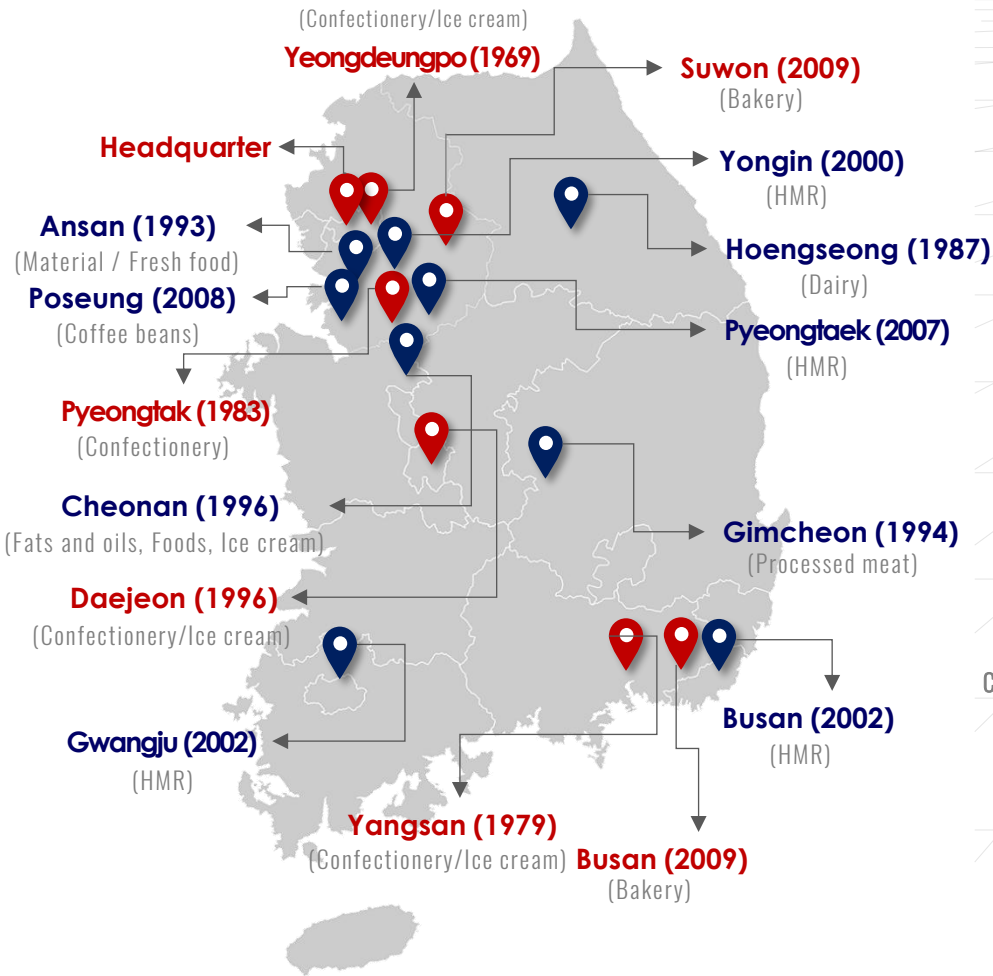 (Confectionery/Ice cream)
Yeongdeungpo (1969)
Suwon (2009)
(Bakery)
Headquarter
Yongin (2000)
(HMR)
Ansan (1993)
(Material / Fresh food)
Hoengseong (1987)
(Dairy)
Poseung (2008)
(Coffee beans)
Pyeongtaek (2007)
(HMR)
Pyeongtak (1983)
(Confectionery)
Cheonan (1996)
(Fats and oils, Foods, Ice cream)
Gimcheon (1994)
(Processed meat)
Daejeon (1996)
(Confectionery/Ice cream)
C
Busan (2002)
(HMR)
Gwangju (2002)
(HMR)
Yangsan (1979)
(Confectionery/Ice cream)
Busan (2009)
(Bakery)